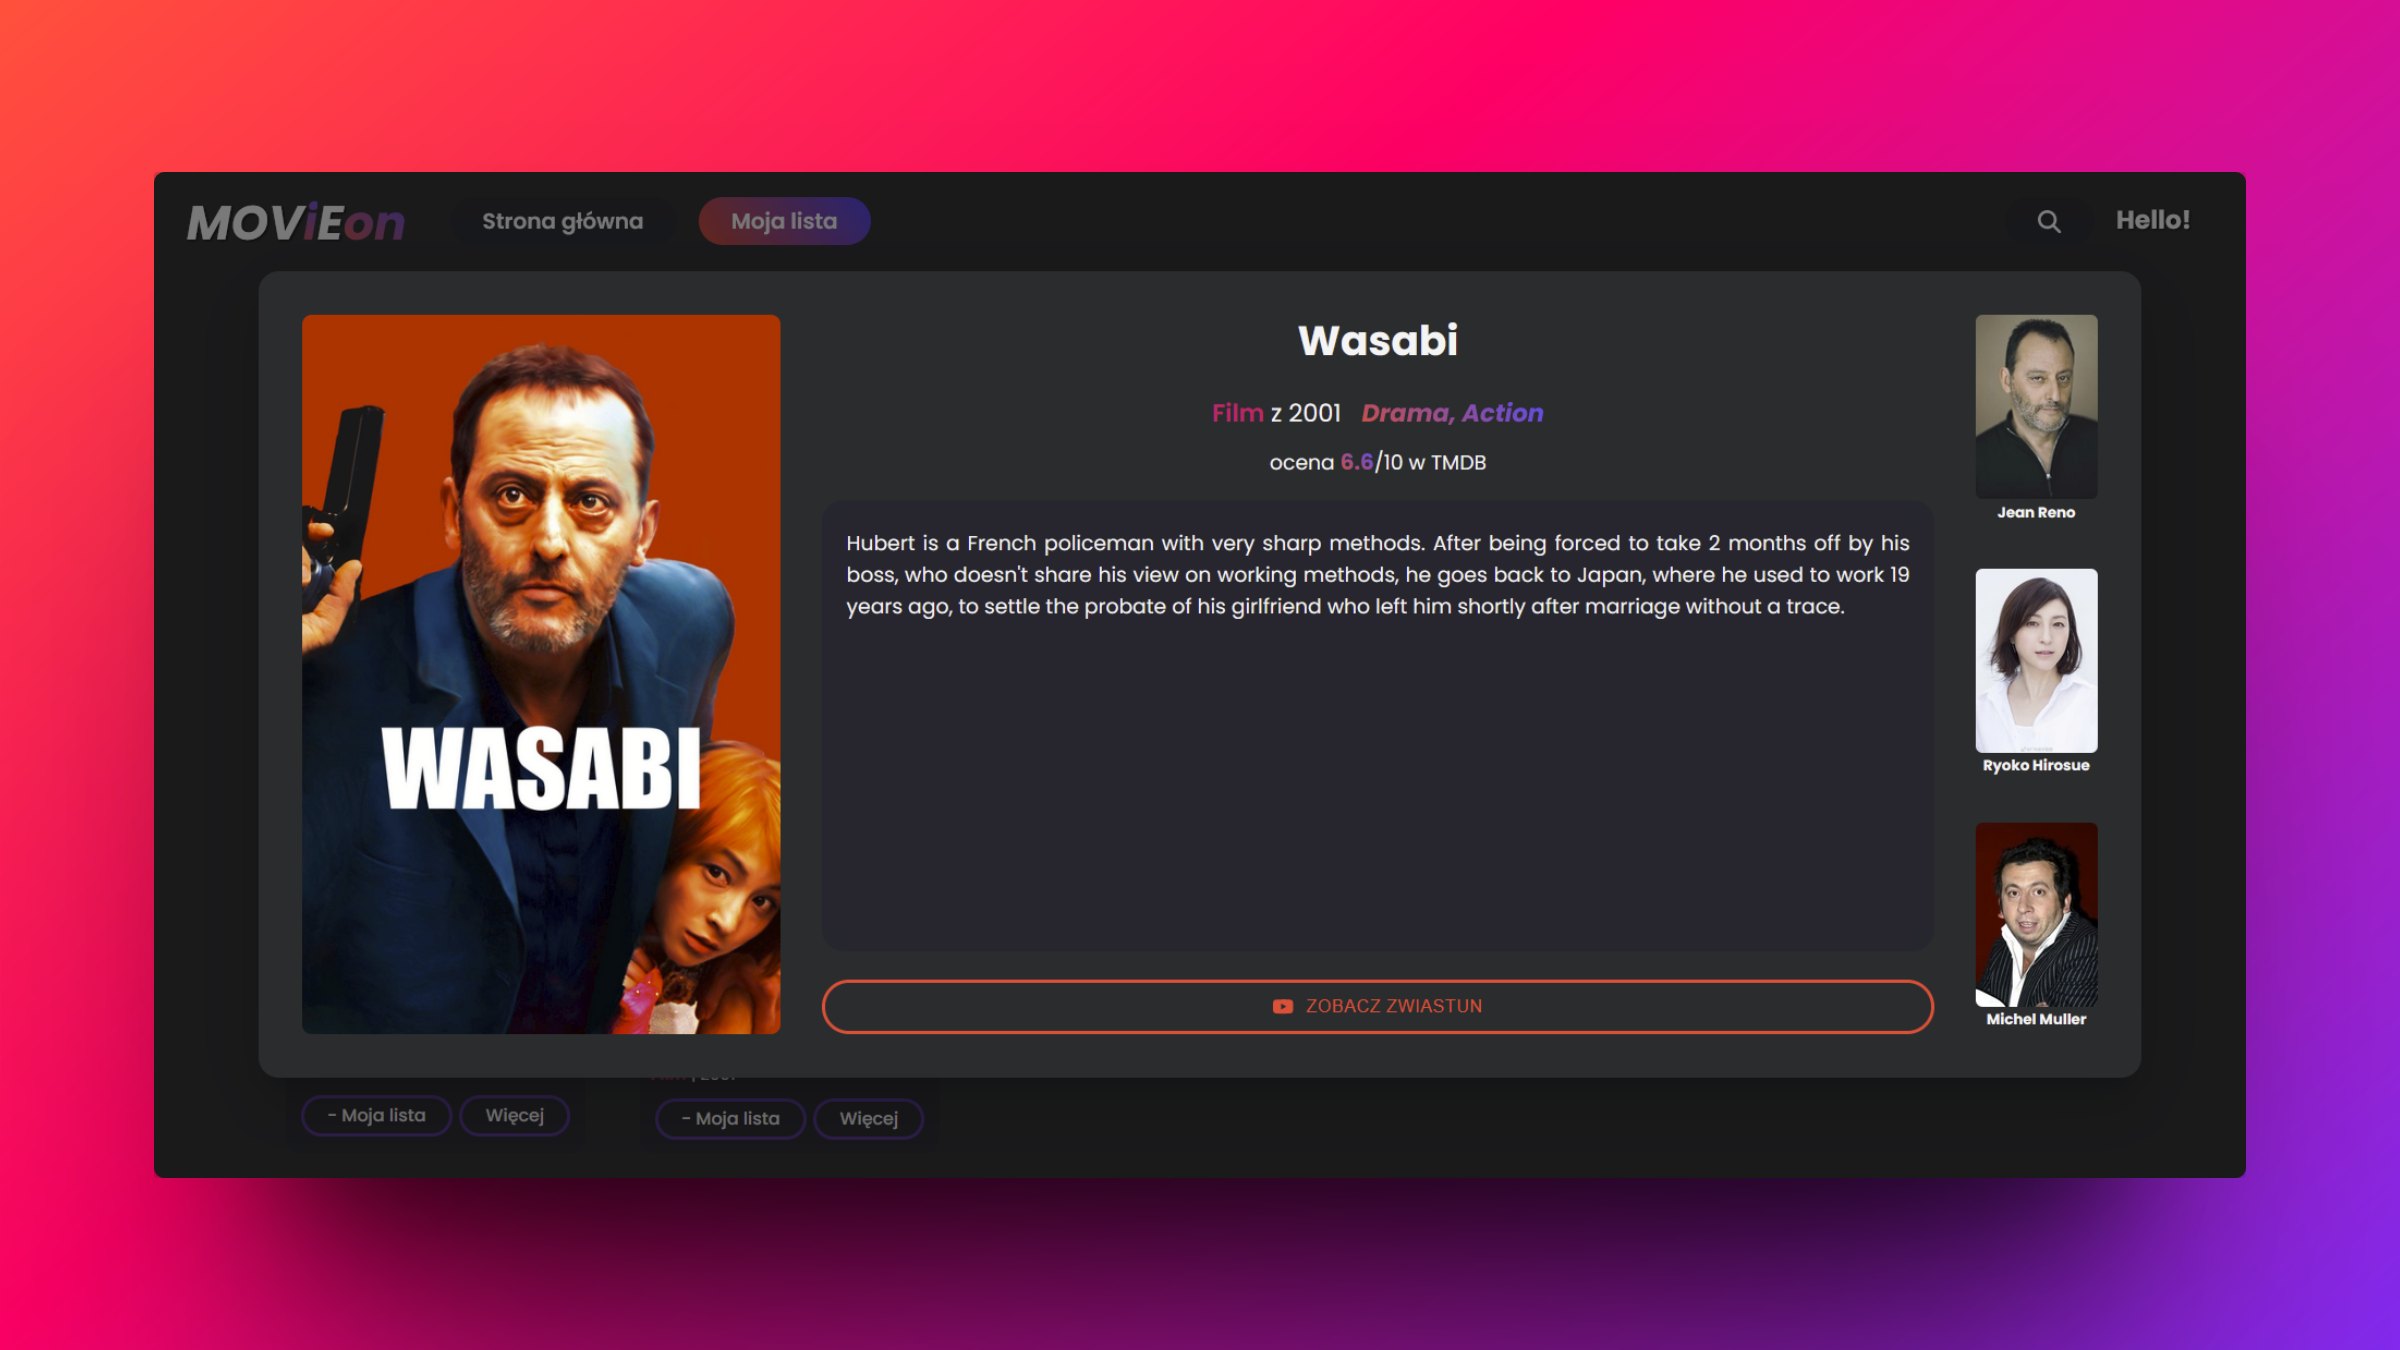 MOViEon
Strona główna
Moja lista
Hello!
WASABI
Wasabi
Film z 2001 Drama, Action
ocena 6.6/10 w TMDB
Hubert is a French policeman with very sharp methods. After being forced to take 2 months off by his
boss, who doesn't share his view on working methods, he goes back to Japan, where he used to work 19
years ago, to settle the probate of his girlfriend who left him shortly after marriage without a trace.
ZOBACZ ZWIASTUN
Jean Reno
Ryoko Hirosue
Michel Muller
- Moja lista
Więcej
- Moja lista
Więcej